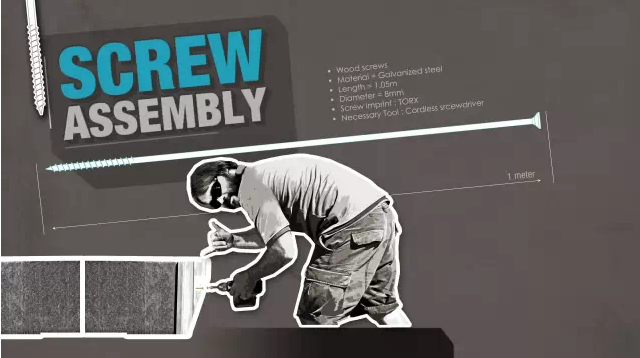 SCREW
ASSEMBLY
• Wood screws
• Material = Galvanized steel
• Length = 1.05m
• Diameter = 8mm
• Screw imprint : TORX
• Necessary Tool : Cordless srcewdriver
1 meter